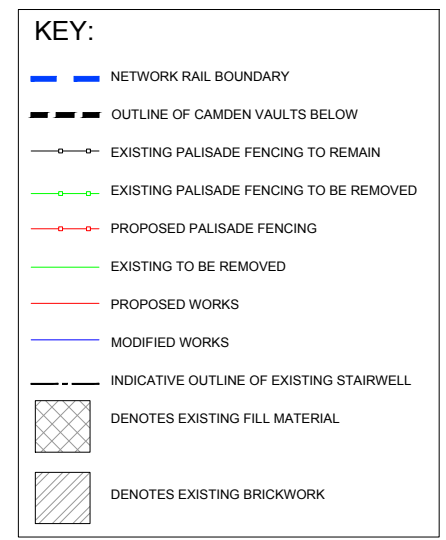 KEY:
NETWORK RAIL BOUNDARY
OUTLINE OF CAMDEN VAULTS BELOW
EXISTING PALISADE FENCING TO REMAIN
EXISTING PALISADE FENCING TO BE REMOVED
PROPOSED PALISADE FENCING
EXISTING TO BE REMOVED
PROPOSED WORKS
MODIFIED WORKS
INDICATIVE OUTLINE OF EXISTING STAIRWELL
DENOTES EXISTING FILL MATERIAL
DENOTES EXISTING BRICKWORK